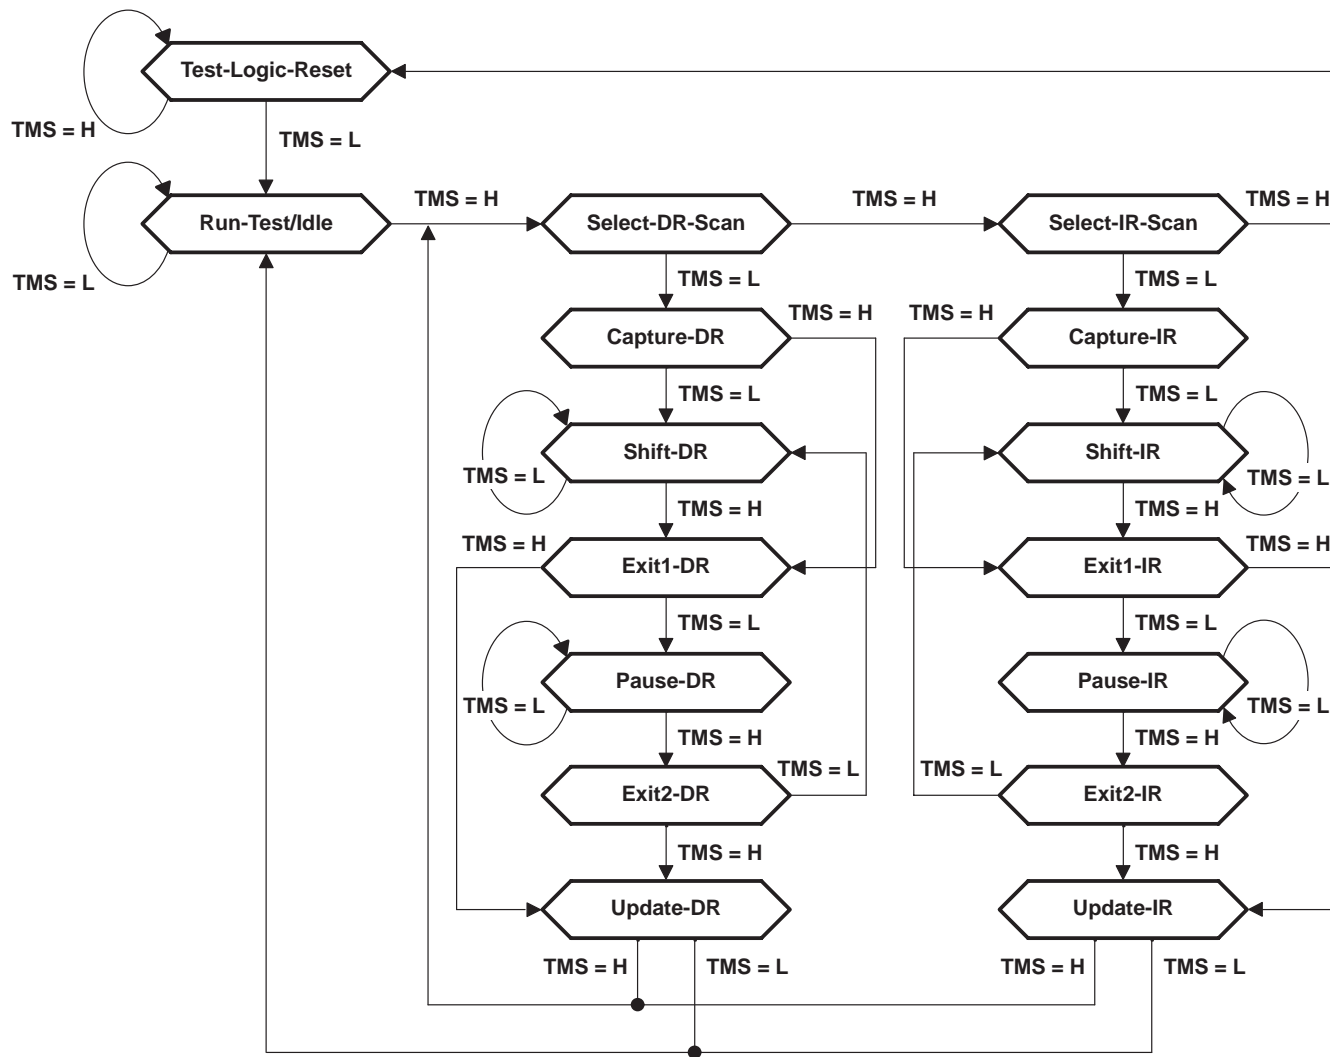 Test-Logic-Reset
TMS = H
TMS = L
Run-Test/Idle
TMS = L
TMS = H
Select-DR-Scan
TMS = H
Select-IR-Scan
TMS = H
TMS = L
TMS = L
Capture-DR
TMS = H
TMS = H
Capture-IR
TMS = L
TMS = L
Shift-DR
TMS = L
Shift-IR
TMS = L
TMS = H
TMS = H
TMS = H
Exit1-DR
Exit1-IR
TMS = H
TMS = L
TMS = L
Pause-DR
TMS = L
Pause-IR
TMS = L
TMS = H
TMS = H
Exit2-DR
TMS = L
TMS = L
Exit2-IR
TMS = H
TMS = H
Update-DR
Update-IR
TMS = H
TMS = L
TMS = H
TMS = L